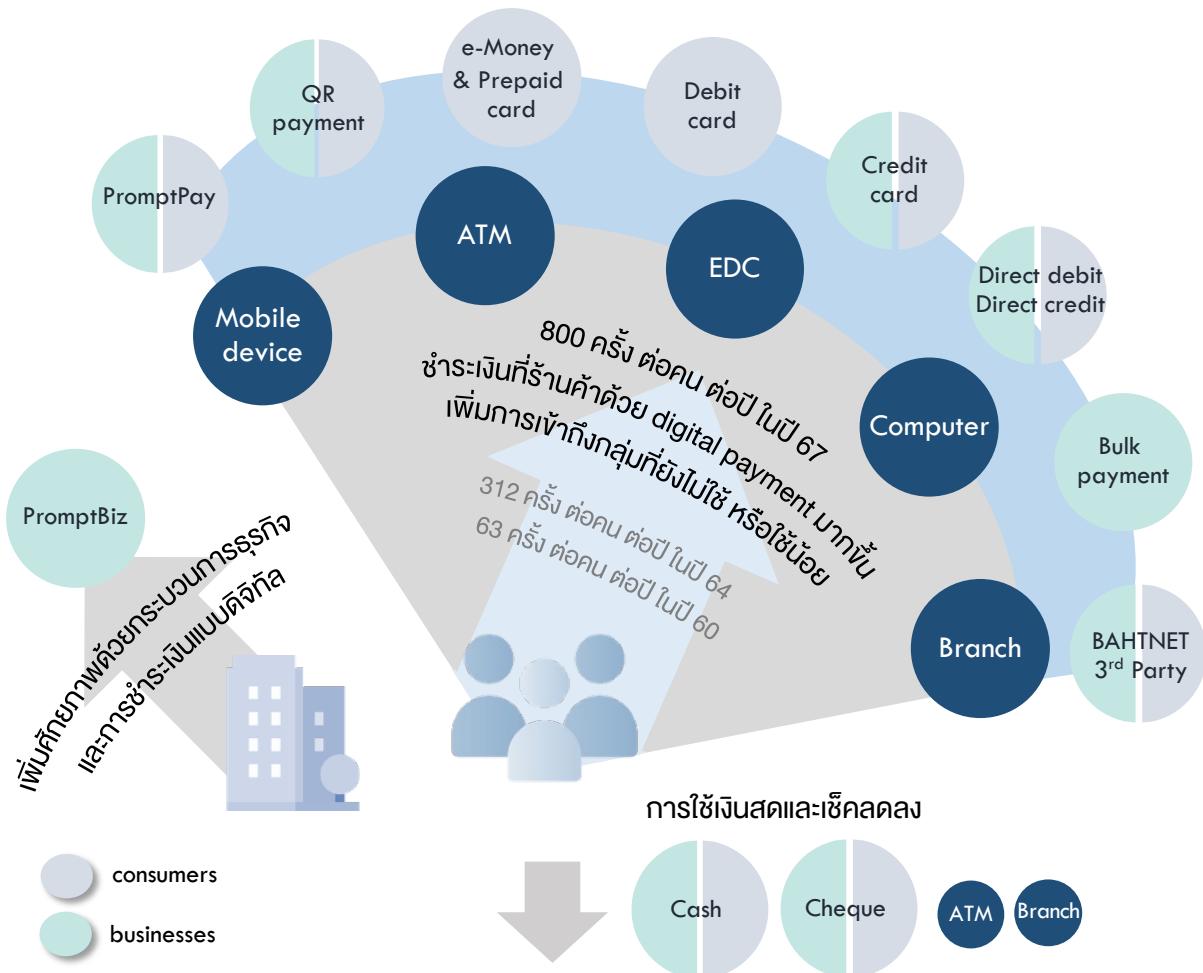 e-Money
& Prepaid
card
QR
payment
Debit
card
PromptPay
Credit
card
ATM
EDC
Direct debit
Direct credit
Mobile
device
800 ครั้ง ต่อคน ต่อปี ในปี 67
ชำระเงินที่ร้านค้าด้วย digital payment มากขึ้น
เพิ่มการเข้าถึงกลุ่มที่ยังไม่ใช้ หรือใช้น้อย
312 ครั้ง ต่อคน ต่อปี ในปี 64
63 ครั้ง ต่อคน ต่อปี ในปี 60
Computer
Bulk
payment
PromptBiz
เพิ่มศักยภาพด้วยกระบวนการธุรกิจ
และการชำระเงินแบบดิจิทัล
Branch
BAHTNET
3rd Party
การใช้เงินสดและเช็คลดลง
consumers
businesses
Cash
Cheque
ATM
Branch